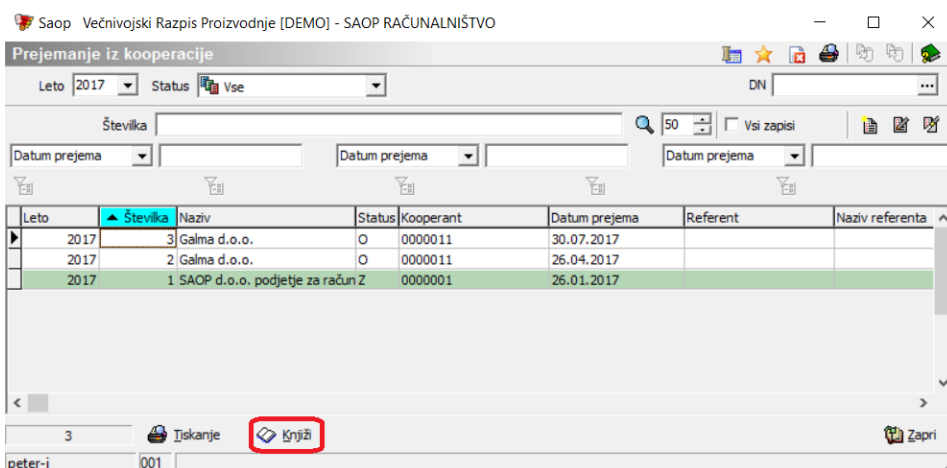 Saop Večnivojski Razpis Proizvodnje [DEMO] - SAOP RAČUNALNIŠTVO
Prejemanje iz kooperacije
Leto 2017 Status Vse DN ...
Številka 50 Vsi zapisi
Datum prejema Datum prejema Datum prejema
Leto Številka Naziv Status Kooperant Datum prejema Referent Naziv referenta
2017 3 Galma d.o.o. O 0000011 30.07.2017
2017 2 Galma d.o.o. O 0000011 26.04.2017
2017 1 SAOP d.o.o. podjetje za račun Z 0000001 26.01.2017
3 Tiskanje Knjiži Zapri
peter-i 001